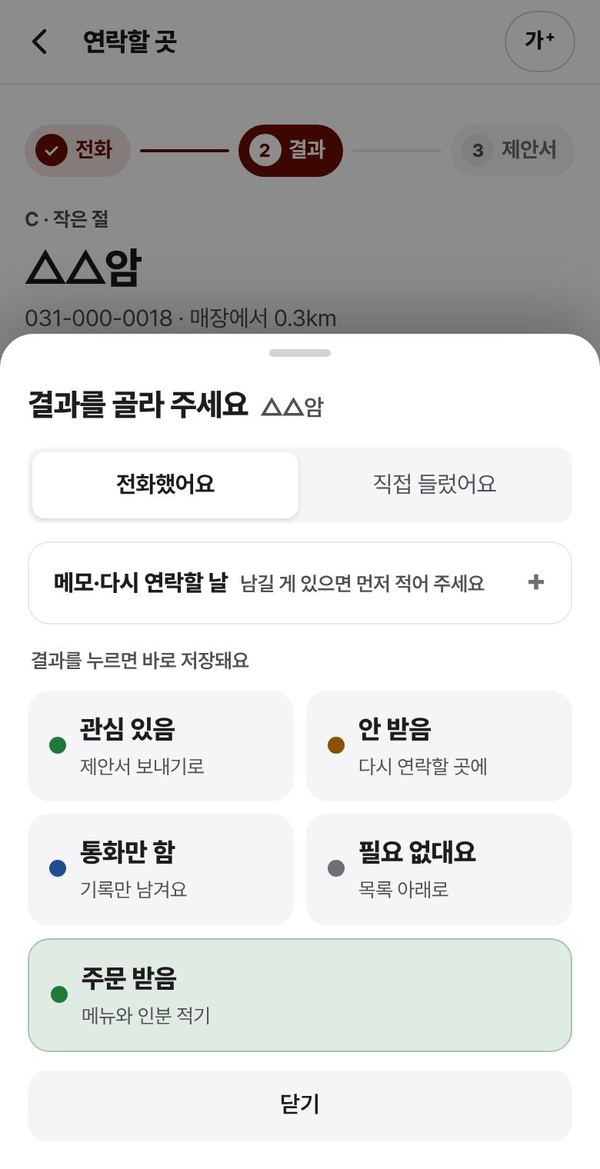 연락할 곳
가+
전화
2 결과
3 제안서
C · 작은 절
△△암
031-000-0018 · 매장에서 0.3km
결과를 골라 주세요 △△암
전화했어요
직접 들렀어요
메모·다시 연락할 날 남길 게 있으면 먼저 적어 주세요 +
결과를 누르면 바로 저장돼요
관심 있음
제안서 보내기로
안 받음
다시 연락할 곳에
통화만 함
기록만 남겨요
필요 없대요
목록 아래로
주문 받음
메뉴와 인분 적기
닫기